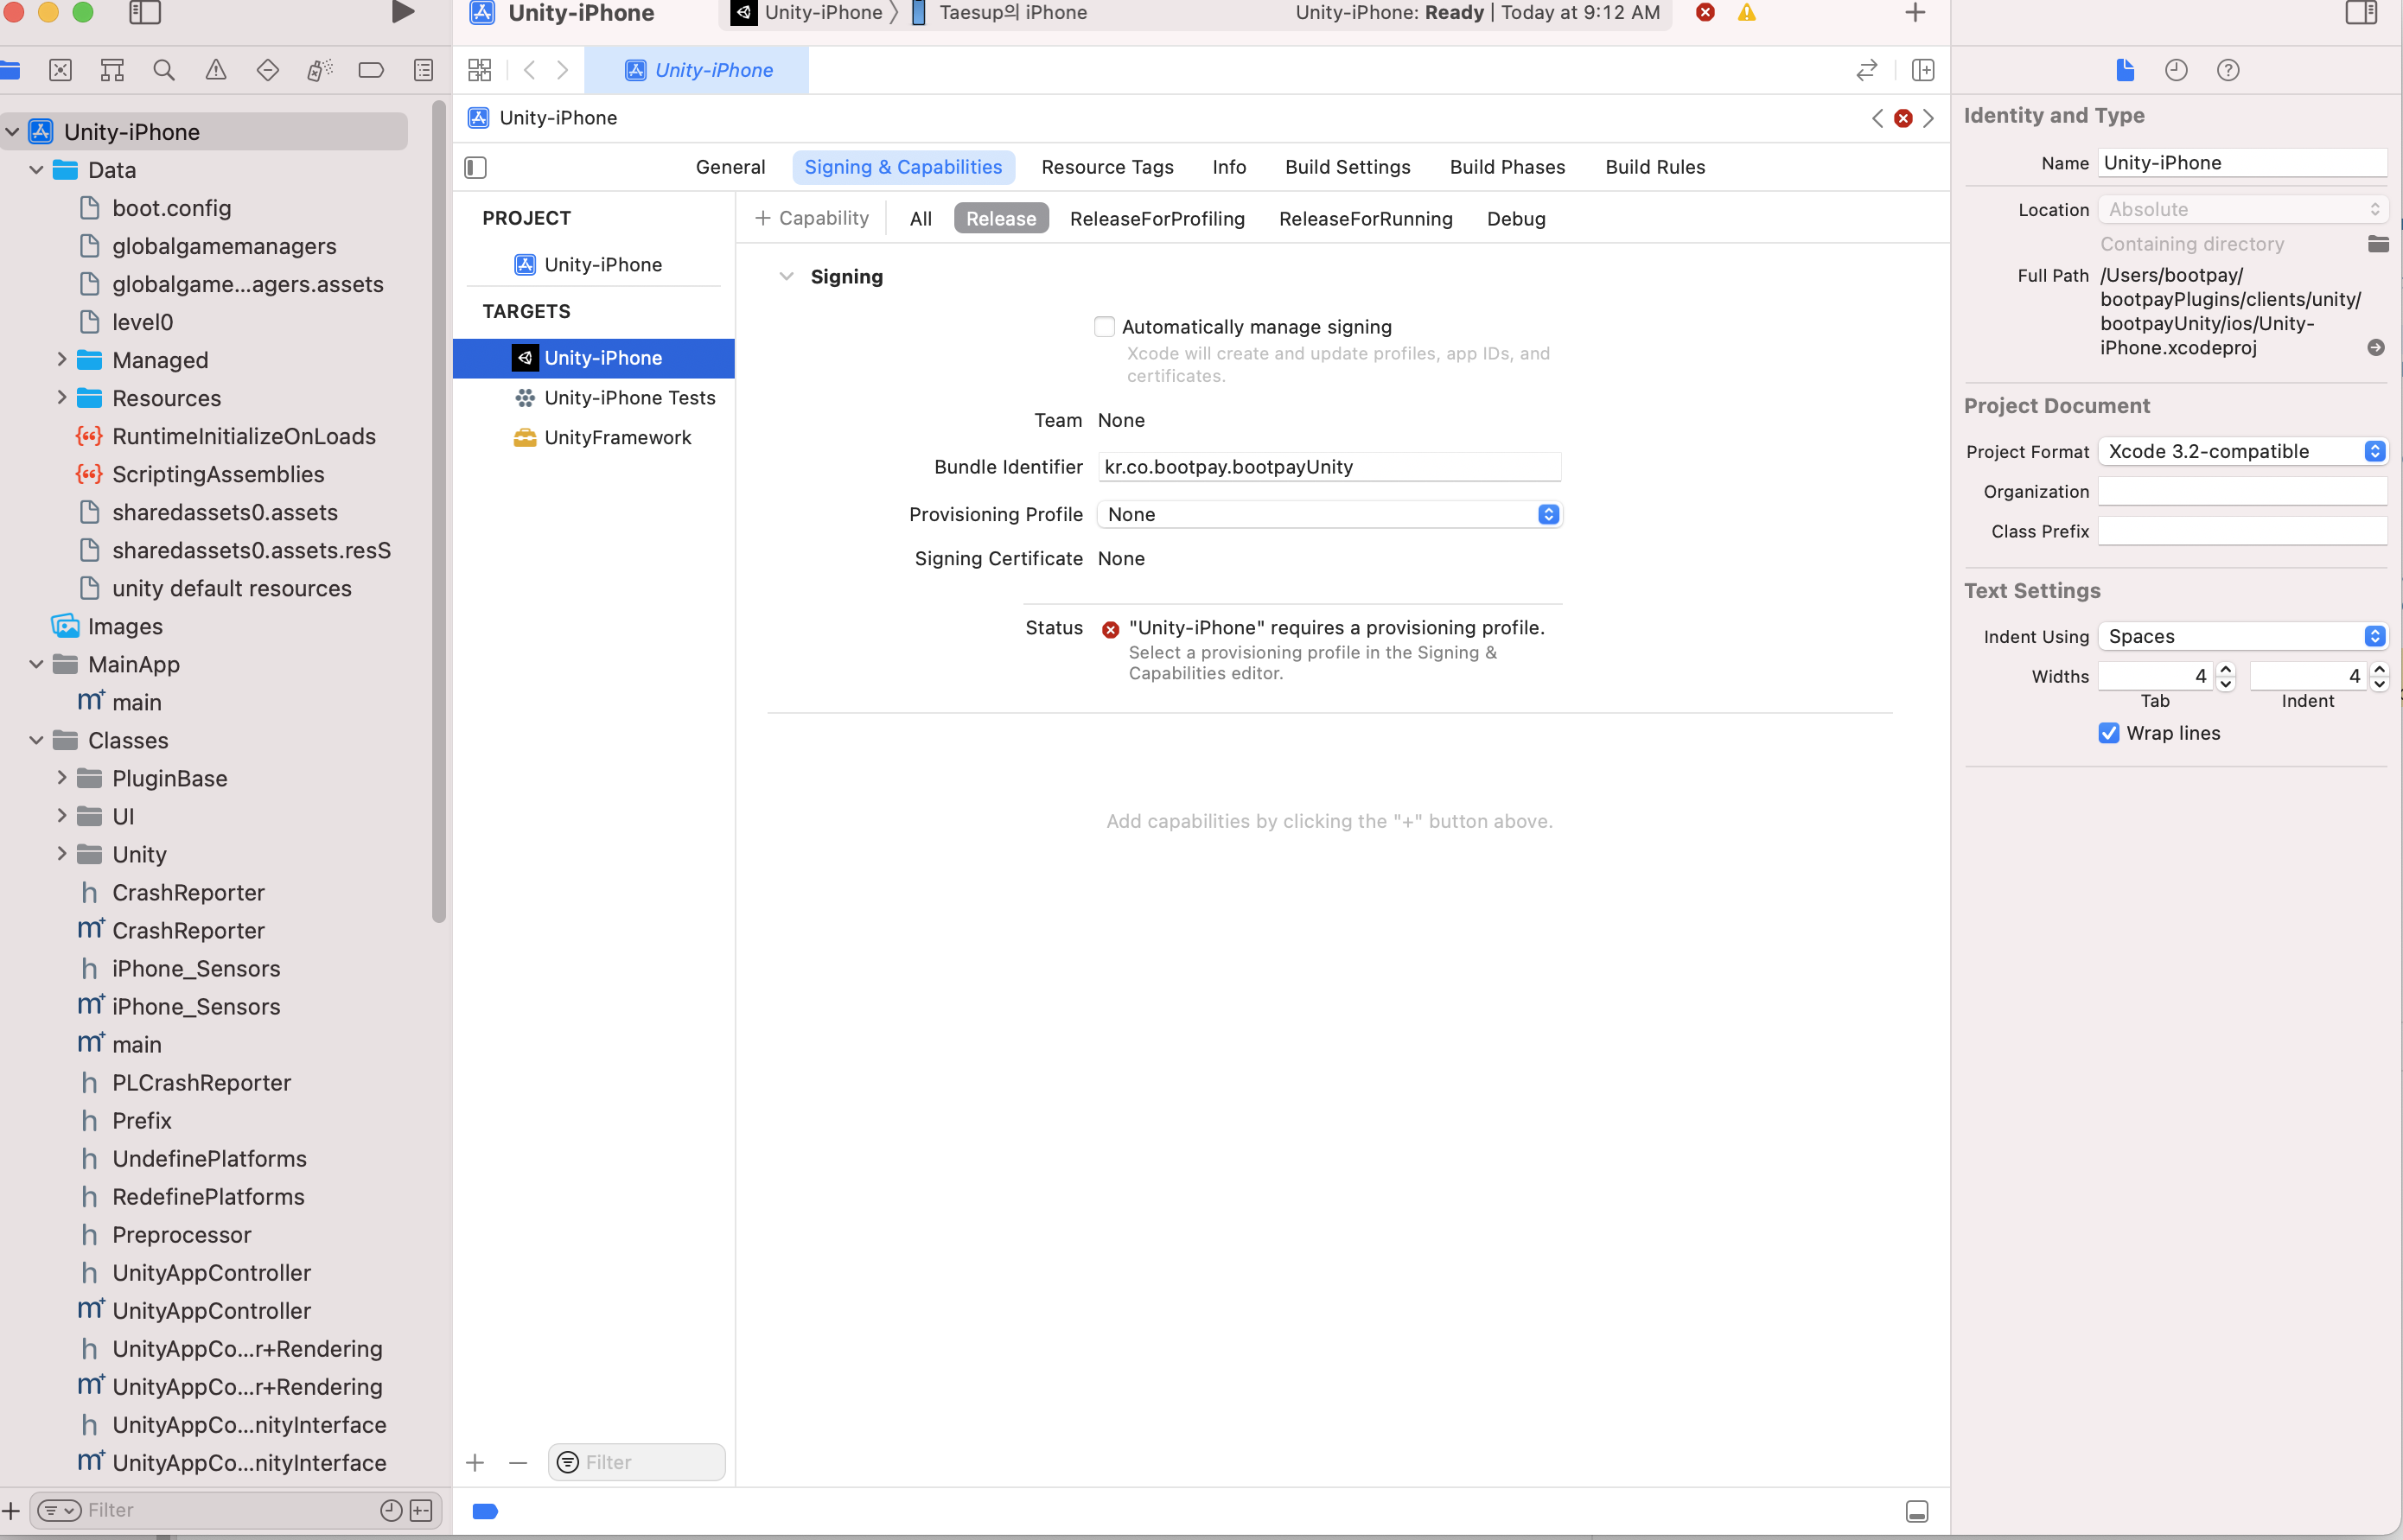 Unity-iPhone
Unity-iPhone
Taesup의 iPhone
Unity-iPhone: Ready | Today at 9:12 AM
Unity-iPhone
Unity-iPhone
Unity-iPhone
Data
boot.config
globalgamemanagers
globalgame...agers.assets
level0
Managed
Resources
RuntimeInitializeOnLoads
ScriptingAssemblies
sharedassets0.assets
sharedassets0.assets.resS
unity default resources
Images
MainApp
main
Classes
PluginBase
UI
Unity
CrashReporter
CrashReporter
iPhone_Sensors
iPhone_Sensors
main
PLCrashReporter
Prefix
UndefinePlatforms
RedefinePlatforms
Preprocessor
UnityAppController
UnityAppController
UnityAppCo...r+Rendering
UnityAppCo...r+Rendering
UnityAppCo...nityInterface
UnityAppCo...nityInterface
Filter
General
Signing & Capabilities
Resource Tags
Info
Build Settings
Build Phases
Build Rules
PROJECT
Unity-iPhone
TARGETS
Unity-iPhone
Unity-iPhone Tests
UnityFramework
Filter
+ Capability
All
Release
ReleaseForProfiling
ReleaseForRunning
Debug
Signing
Automatically manage signing
Xcode will create and update profiles, app IDs, and
certificates.
Team None
Bundle Identifier kr.co.bootpay.bootpayUnity
Provisioning Profile None
Signing Certificate None
Status "Unity-iPhone" requires a provisioning profile.
Select a provisioning profile in the Signing &
Capabilities editor.
Add capabilities by clicking the "+" button above.
Identity and Type
Name Unity-iPhone
Location Absolute
Containing directory
Full Path /Users/bootpay/
bootpayPlugins/clients/unity/
bootpayUnity/ios/Unity-
iPhone.xcodeproj
Project Document
Project Format Xcode 3.2-compatible
Organization
Class Prefix
Text Settings
Indent Using Spaces
Widths 4 4
Tab Indent
Wrap lines